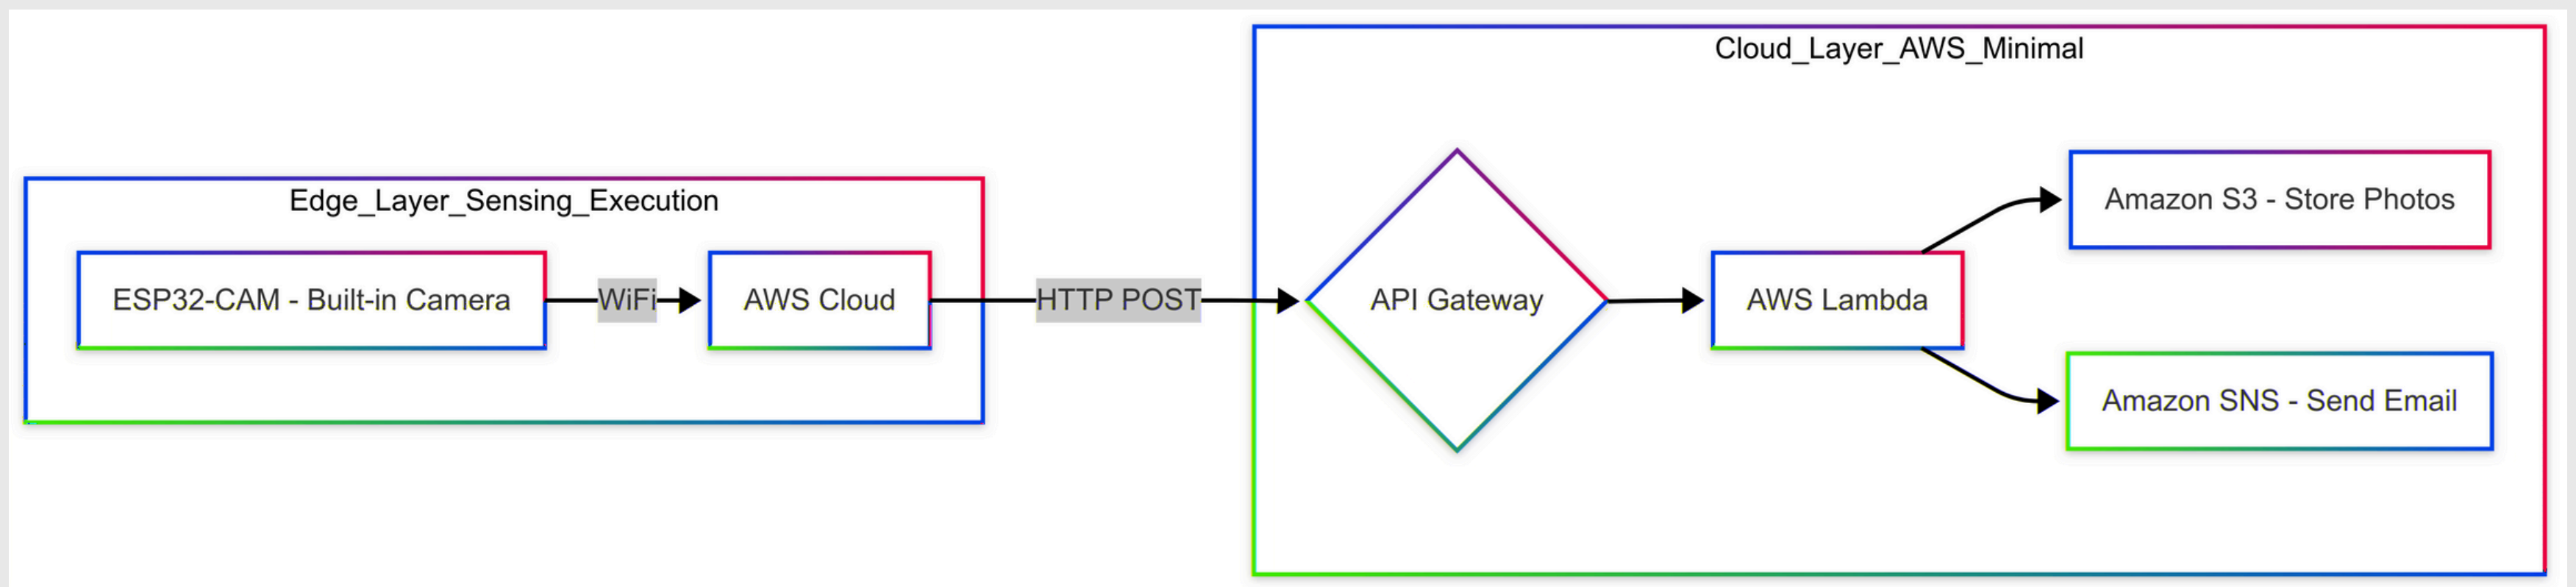 Cloud_Layer_AWS_Minimal
Edge_Layer_Sensing_Execution
ESP32-CAM - Built-in Camera
WiFi
AWS Cloud
HTTP POST
API Gateway
AWS Lambda
Amazon S3 - Store Photos
Amazon SNS - Send Email